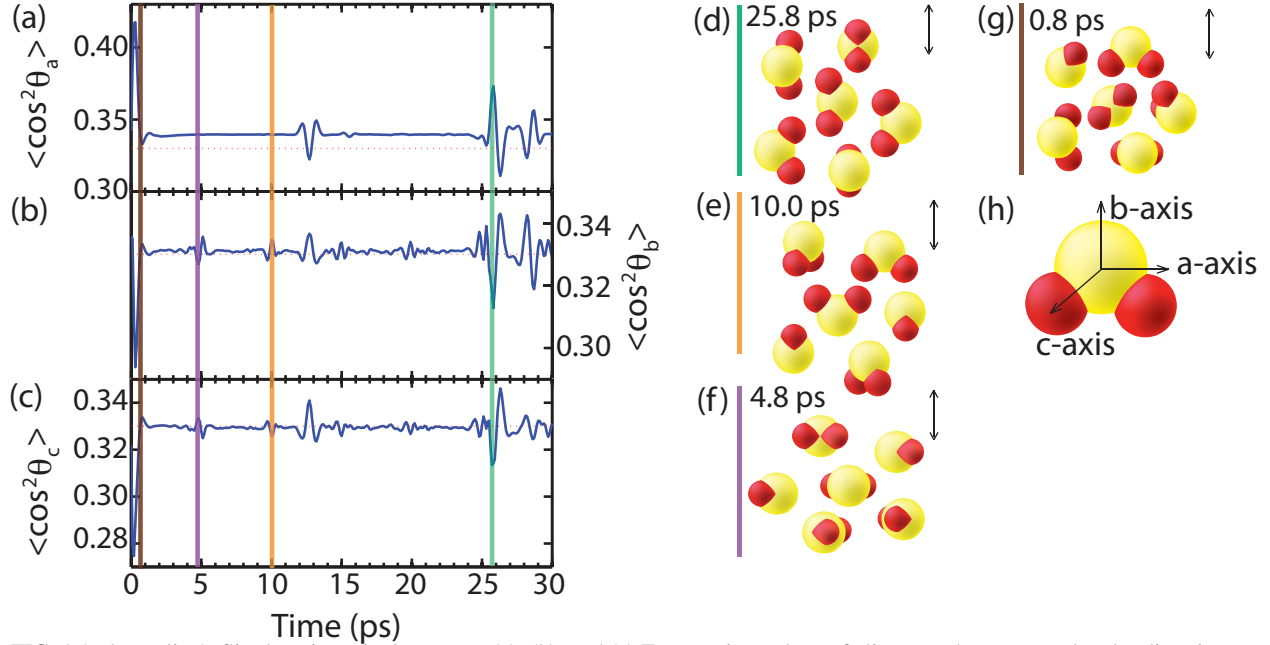 (a)
0.40
0.35
0.30
<cos²θa>
(b)
0.34
0.32
0.30
<cos²θb>
(c)
0.34
0.30
0.28
<cos²θc>
0 5 10 15 20 25 30
Time (ps)
(d) 25.8 ps
(e) 10.0 ps
(f) 4.8 ps
(g) 0.8 ps
(h)
b-axis
a-axis
c-axis